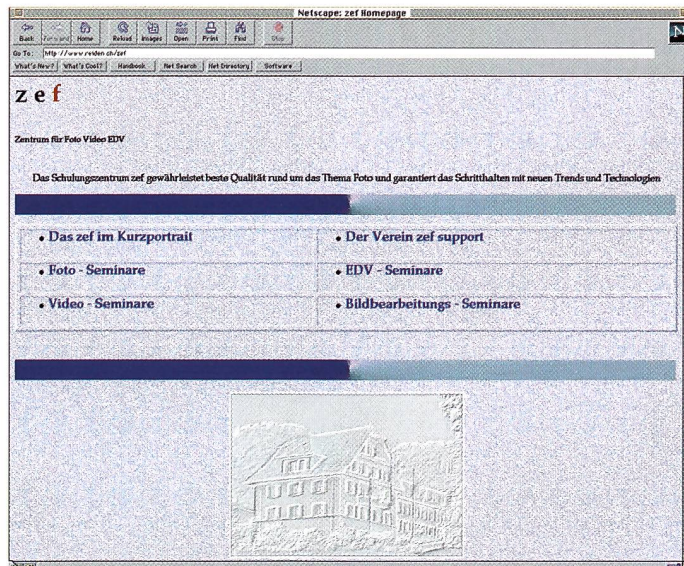 Netscape: zef Homepage
Back Forward Home Reload Images Open Print Find Stop
Go To: http://www.reiden.ch/zef
What's New? What's Cool? Handbook Net Search Net Directory Software
z e f
Zentrum für Foto Video EDV
Das Schulungszentrum zef gewährleistet beste Qualität rund um das Thema Foto und garantiert das Schritthalten mit neuen Trends und Technologien
• Das zef im Kurzportrait
• Der Verein zef support
• Foto - Seminare
• EDV - Seminare
• Video - Seminare
• Bildbearbeitungs - Seminare